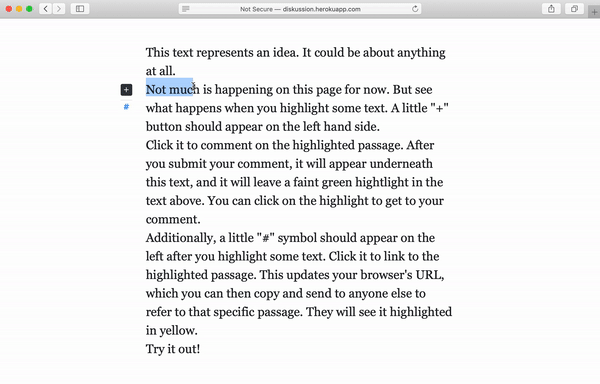 Not Secure — diskussion.herokuapp.com
This text represents an idea. It could be about anything
at all.
Not much is happening on this page for now. But see
what happens when you highlight some text. A little "+"
button should appear on the left hand side.
Click it to comment on the highlighted passage. After
you submit your comment, it will appear underneath
this text, and it will leave a faint green hightlight in the
text above. You can click on the highlight to get to your
comment.
Additionally, a little "#" symbol should appear on the
left after you highlight some text. Click it to link to the
highlighted passage. This updates your browser's URL,
which you can then copy and send to anyone else to
refer to that specific passage. They will see it highlighted
in yellow.
Try it out!
+
#